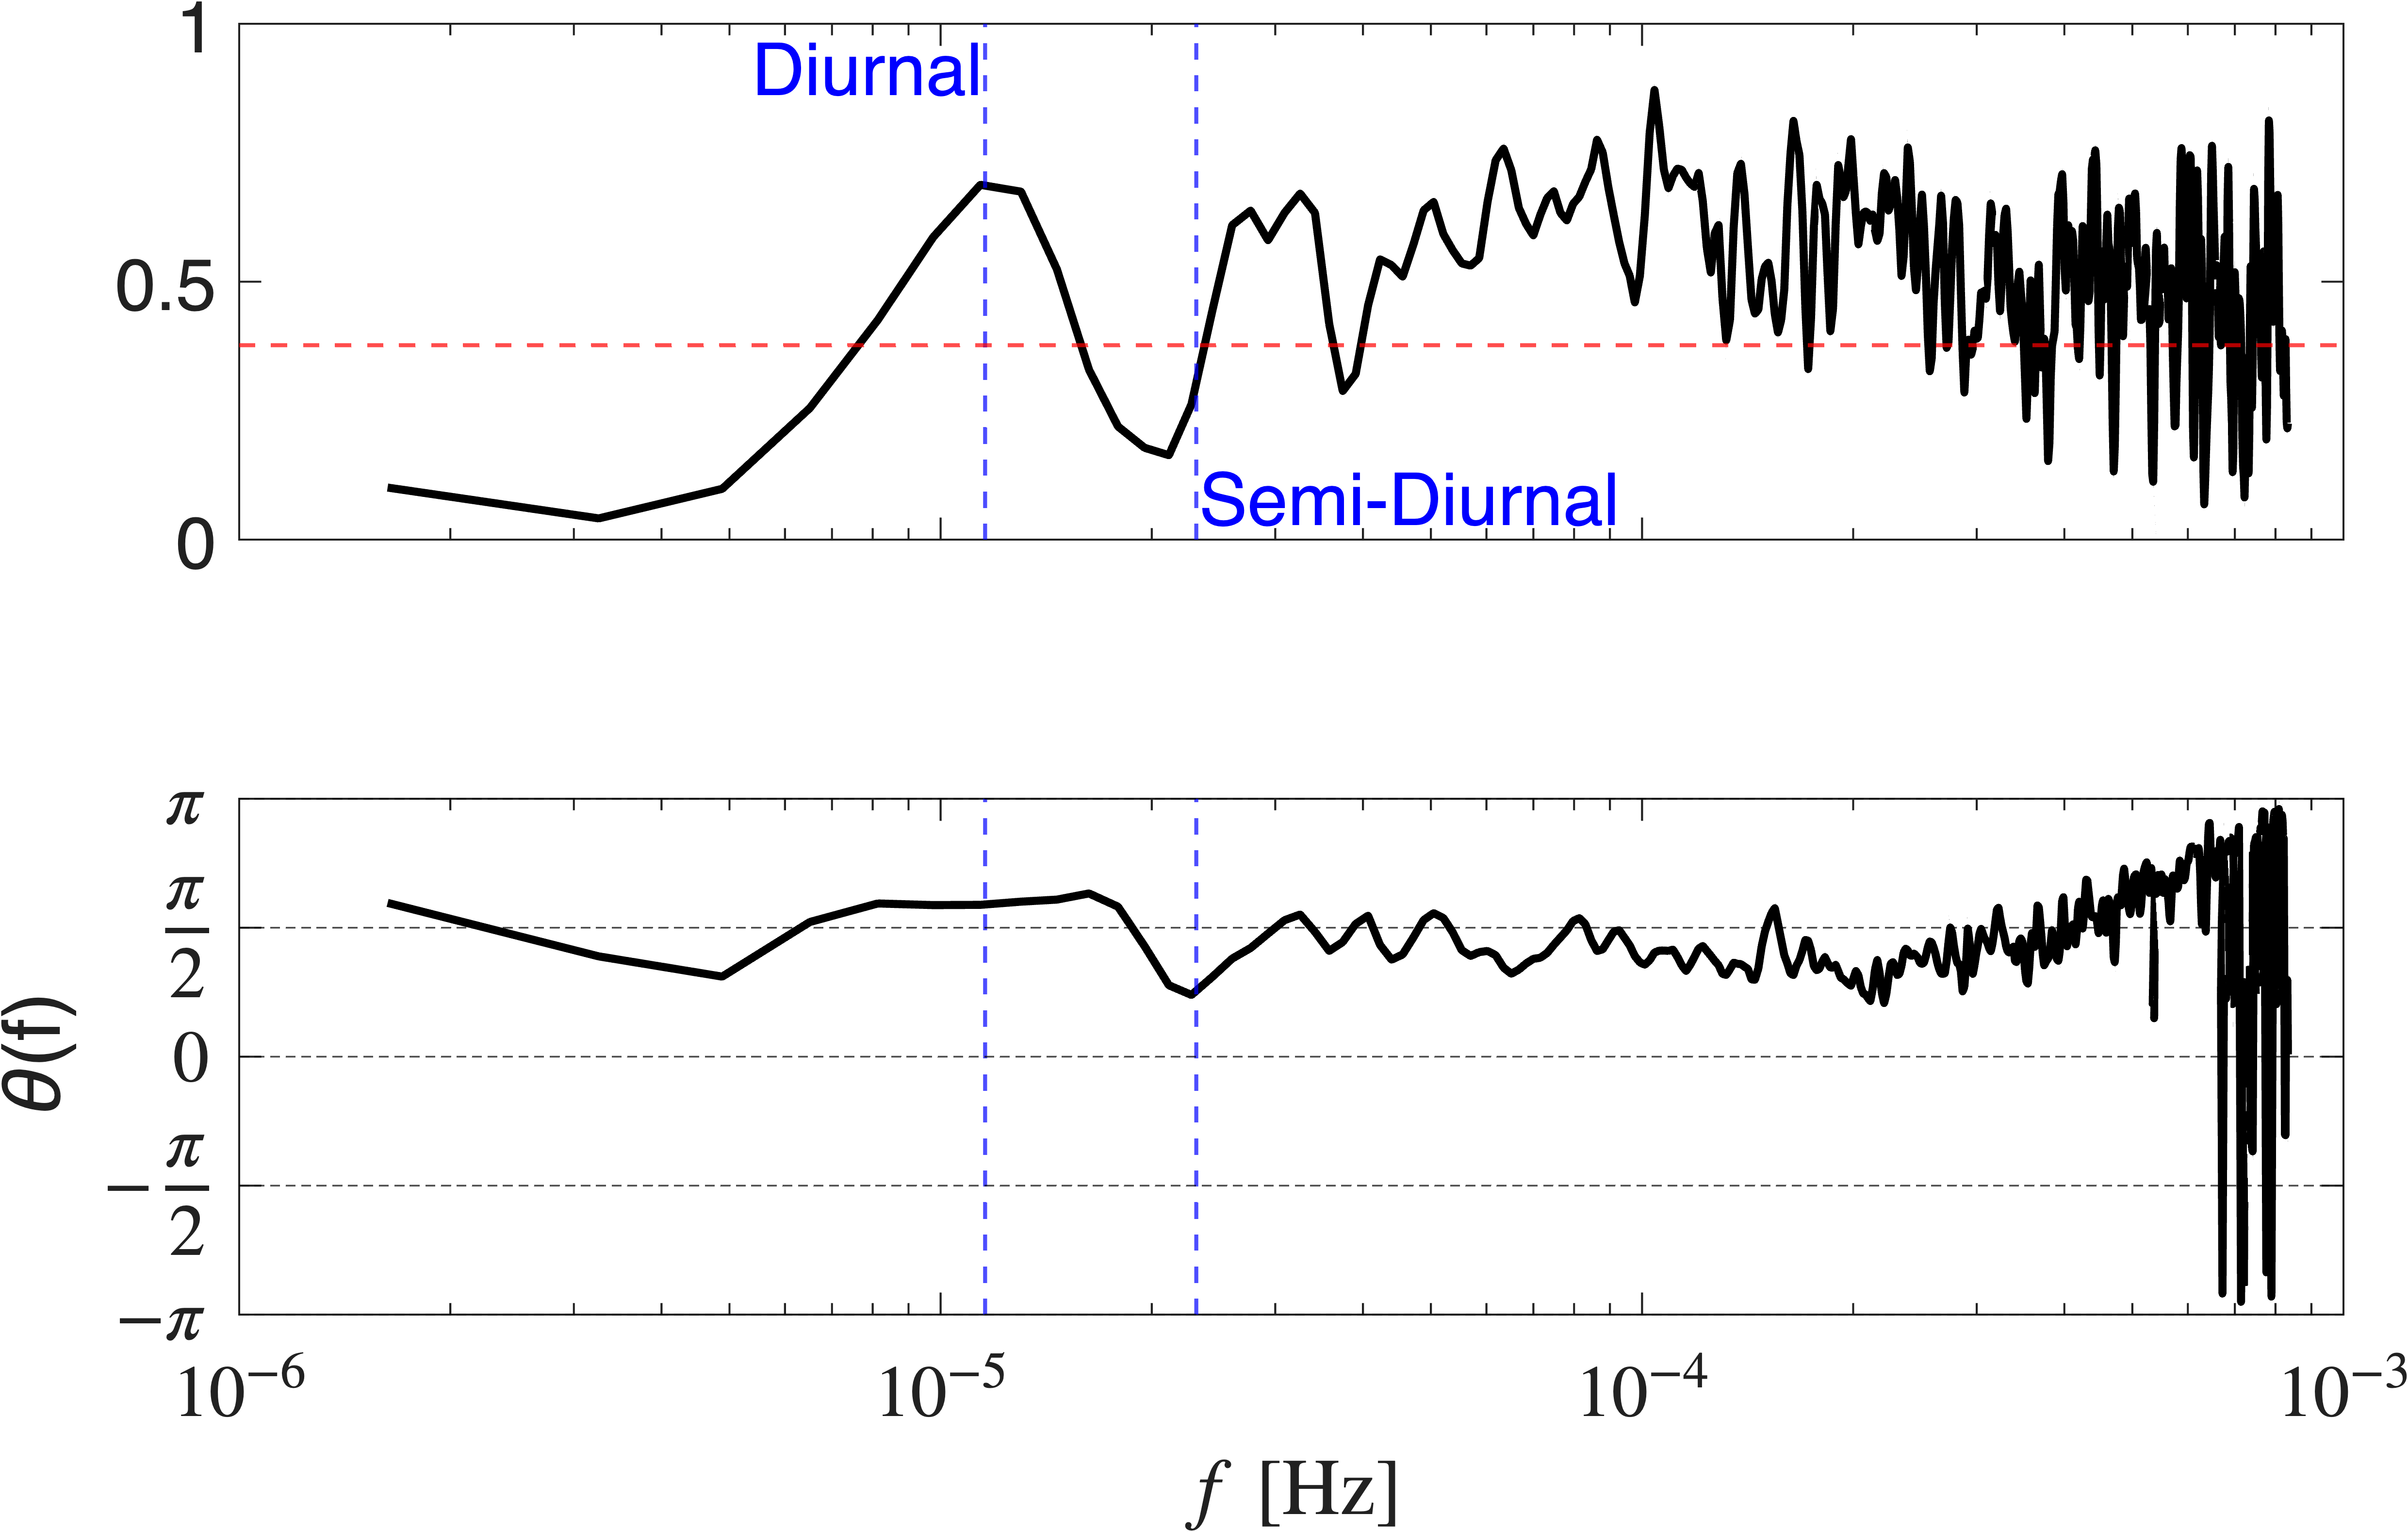 1
Diurnal
0.5
Semi-Diurnal
0
π
π
2
θ(f)
0
−π
2
−π
10−6 10−5 10−4 10−3
f [Hz]